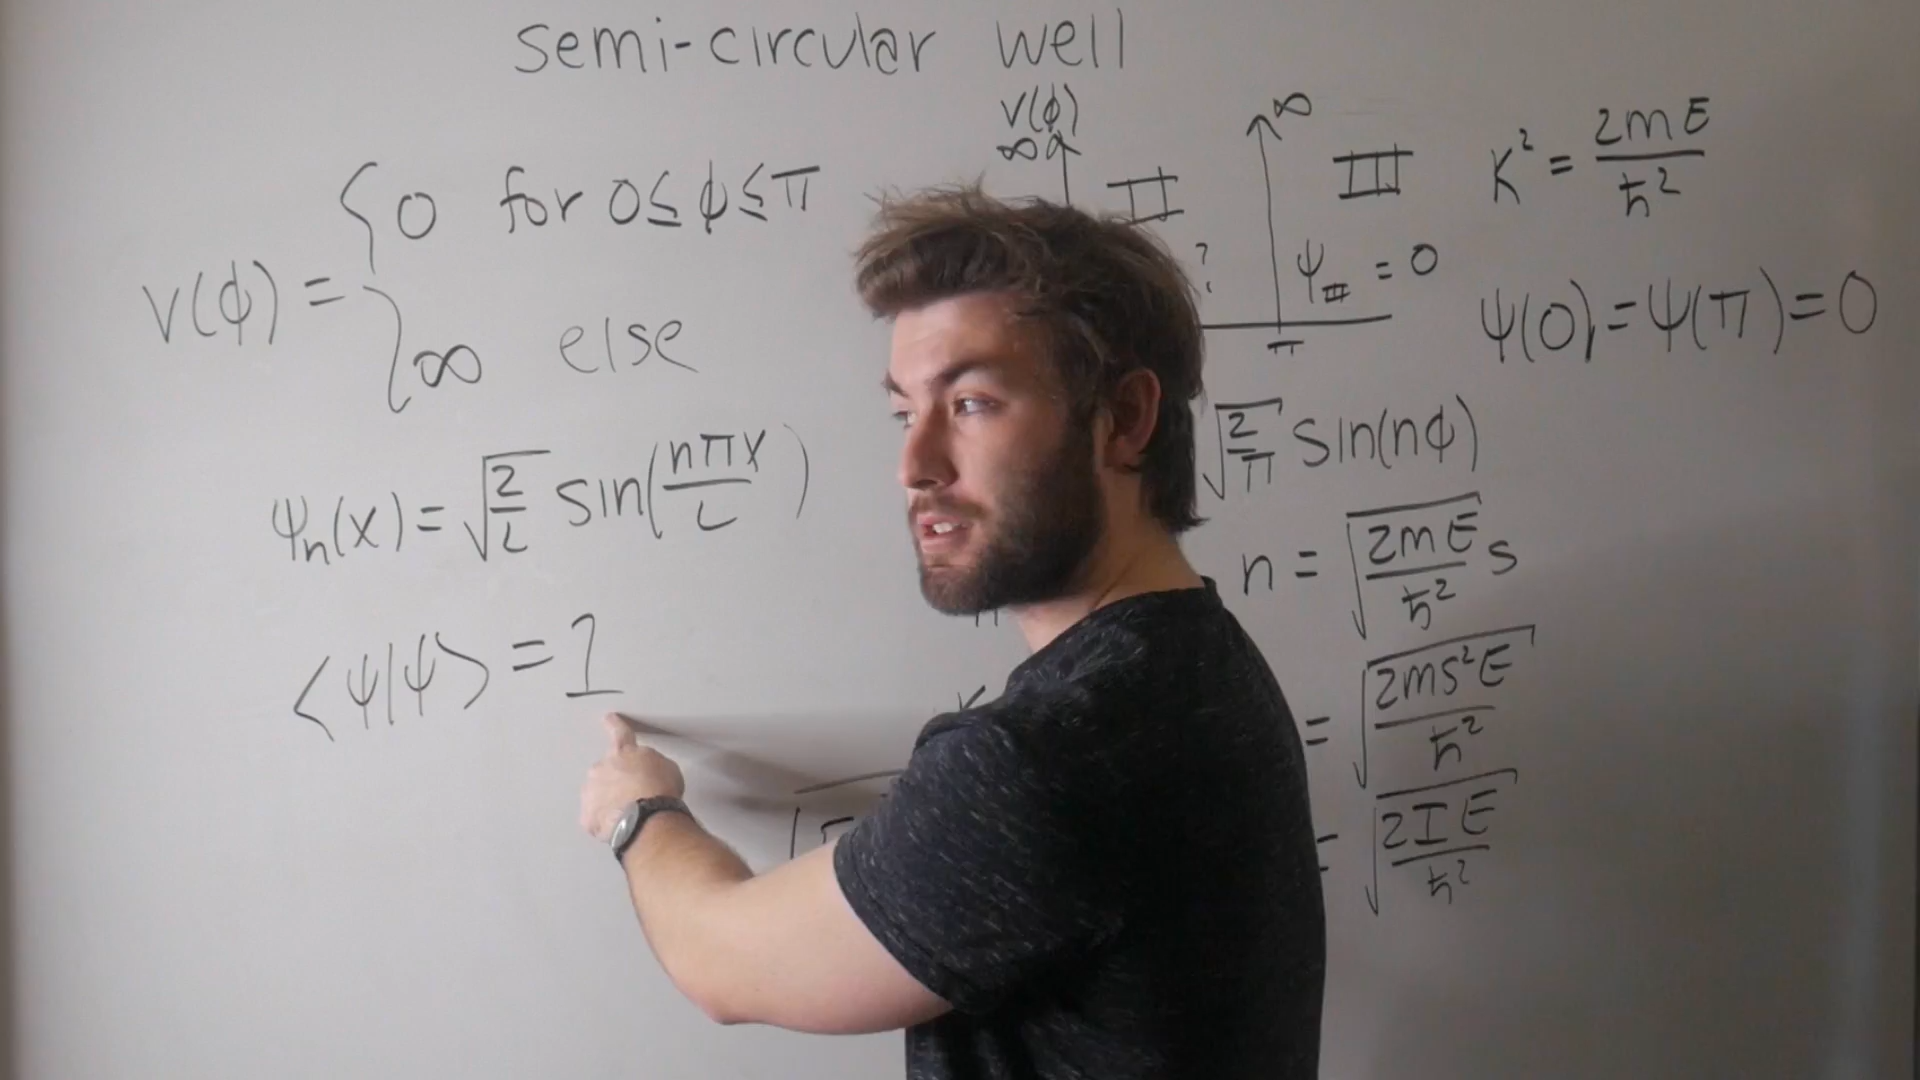 semi-circular well
V(φ) = { 0 for 0 ≤ φ ≤ π
∞ else
ψn(x) = √(2/L) sin(nπx/L)
⟨ψ|ψ⟩ = 1
V(φ)
∞ ∞
II III
? ψIII = 0
π
K² = 2mE/ħ²
ψ(0) = ψ(π) = 0
√(2/π) sin(nφ)
n = √(2mE/ħ²) s
= √(2ms²E/ħ²)
= √(2IE/ħ²)